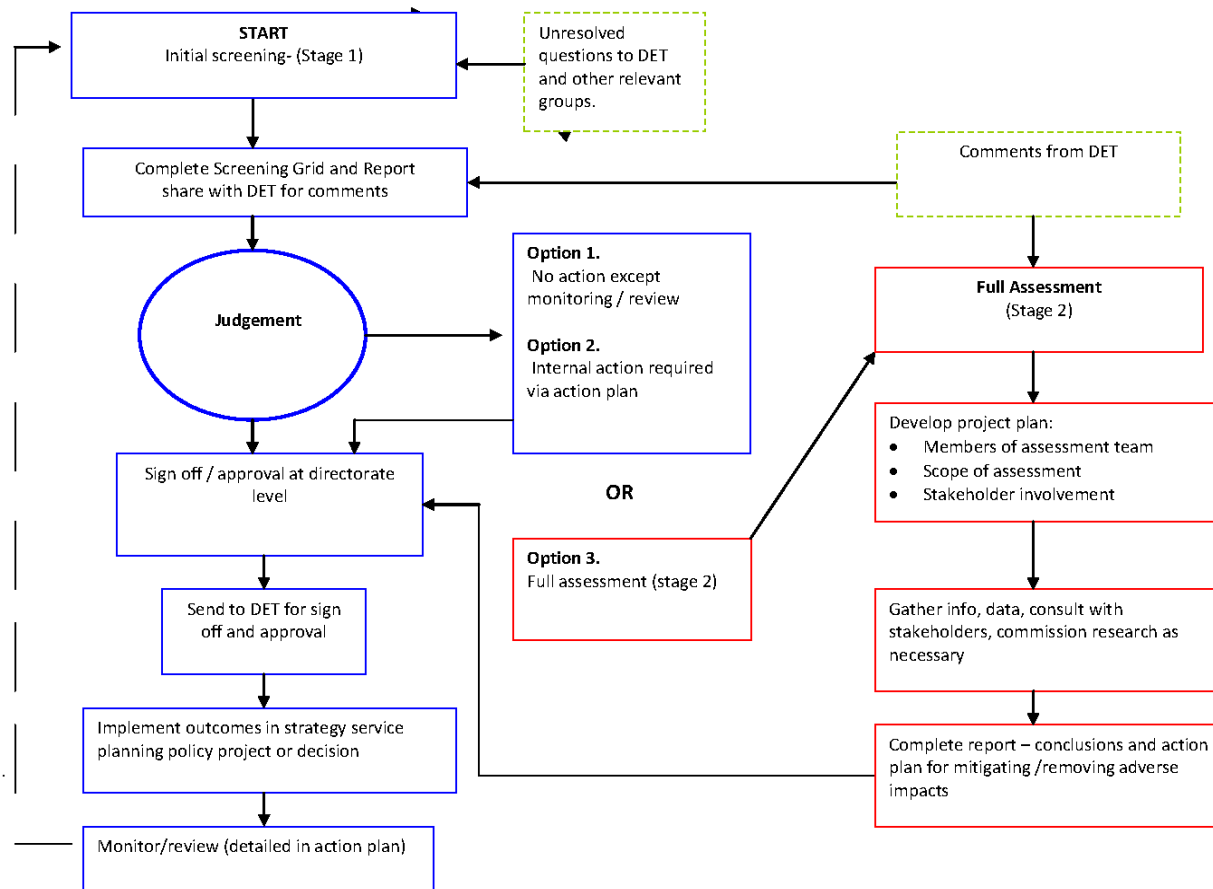 START
Initial screening- (Stage 1)
Unresolved
questions to DET
and other relevant
groups.
Complete Screening Grid and Report
share with DET for comments
Comments from DET
Judgement
Option 1.
No action except
monitoring / review
Option 2.
Internal action required
via action plan
Full Assessment
(Stage 2)
Develop project plan:
• Members of assessment team
• Scope of assessment
• Stakeholder involvement
Sign off / approval at directorate
level
OR
Option 3.
Full assessment (stage 2)
Send to DET for sign
off and approval
Gather info, data, consult with
stakeholders, commission research as
necessary
Implement outcomes in strategy service
planning policy project or decision
Complete report – conclusions and action
plan for mitigating /removing adverse
impacts
Monitor/review (detailed in action plan)